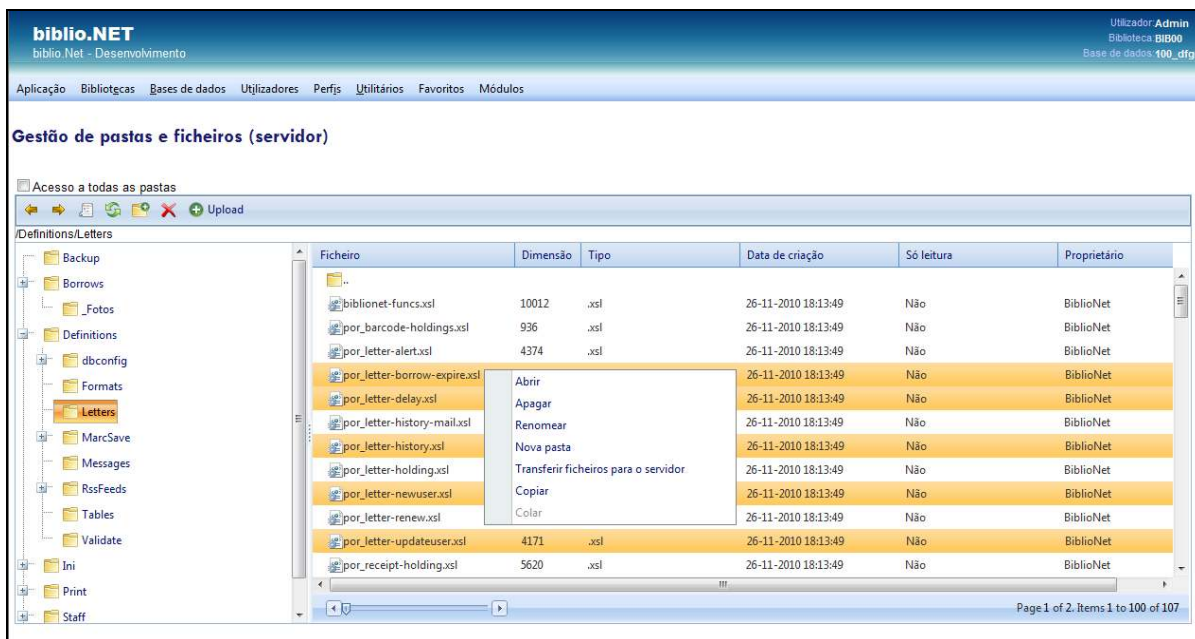 biblio.NET
biblio.Net - Desenvolvimento
Utilizador:Admin
Biblioteca:BIB00
Base de dados:100_dfg
Aplicação Bibliotecas Bases de dados Utilizadores Perfis Utilitários Favoritos Módulos
Gestão de pastas e ficheiros (servidor)
Acesso a todas as pastas
Upload
/Definitions/Letters
Backup
Borrows
_Fotos
Definitions
dbconfig
Formats
Letters
MarcSave
Messages
RssFeeds
Tables
Validate
Ini
Print
Staff
Ficheiro Dimensão Tipo Data de criação Só leitura Proprietário
..
biblionet-funcs.xsl 10012 .xsl 26-11-2010 18:13:49 Não BiblioNet
por_barcode-holdings.xsl 936 .xsl 26-11-2010 18:13:49 Não BiblioNet
por_letter-alert.xsl 4374 .xsl 26-11-2010 18:13:49 Não BiblioNet
por_letter-borrow-expire.xsl 26-11-2010 18:13:49 Não BiblioNet
por_letter-delay.xsl 26-11-2010 18:13:49 Não BiblioNet
por_letter-history-mail.xsl 26-11-2010 18:13:49 Não BiblioNet
por_letter-history.xsl 26-11-2010 18:13:49 Não BiblioNet
por_letter-holding.xsl 26-11-2010 18:13:49 Não BiblioNet
por_letter-newuser.xsl 26-11-2010 18:13:49 Não BiblioNet
por_letter-renew.xsl 26-11-2010 18:13:49 Não BiblioNet
por_letter-updateuser.xsl 4171 .xsl 26-11-2010 18:13:49 Não BiblioNet
por_receipt-holding.xsl 5620 .xsl 26-11-2010 18:13:49 Não BiblioNet
Abrir
Apagar
Renomear
Nova pasta
Transferir ficheiros para o servidor
Copiar
Colar
Page 1 of 2. Items 1 to 100 of 107